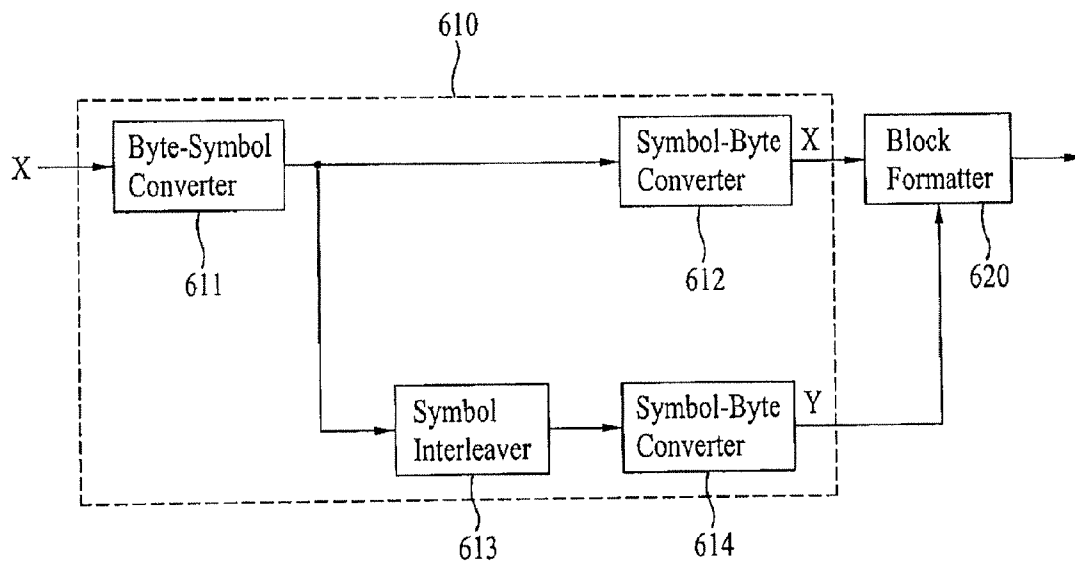 610
X
Byte-Symbol
Converter
611
Symbol-Byte
Converter
612
X
Block
Formatter
620
Symbol
Interleaver
613
Symbol-Byte
Converter
614
Y